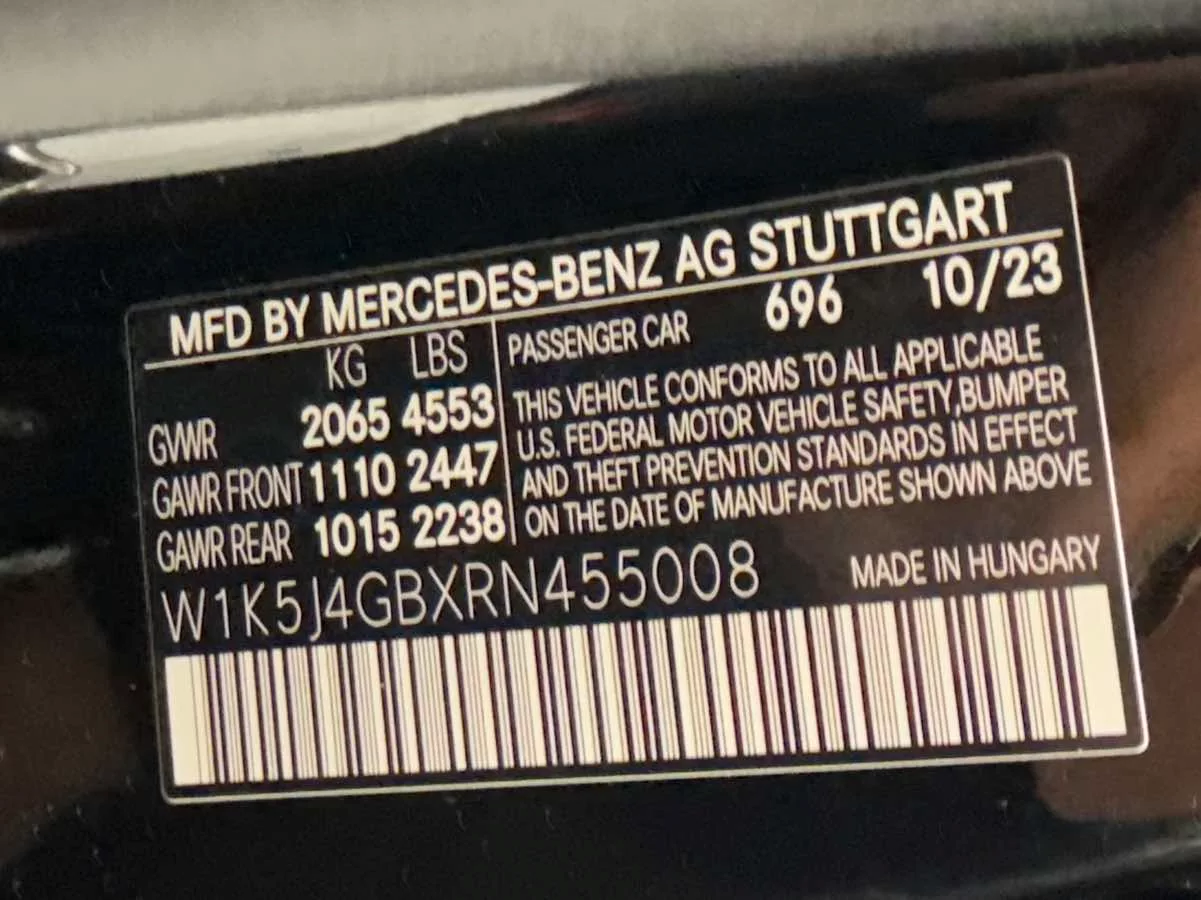 MFD BY MERCEDES-BENZ AG STUTTGART
KG LBS
GVWR 2065 4553
GAWR FRONT 1110 2447
GAWR REAR 1015 2238
PASSENGER CAR 696 10/23
THIS VEHICLE CONFORMS TO ALL APPLICABLE
U.S. FEDERAL MOTOR VEHICLE SAFETY,BUMPER
AND THEFT PREVENTION STANDARDS IN EFFECT
ON THE DATE OF MANUFACTURE SHOWN ABOVE
W1K5J4GBXRN455008
MADE IN HUNGARY